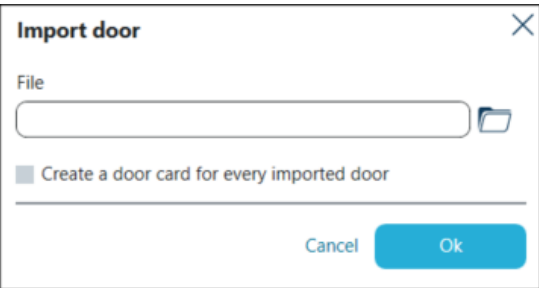 Import door
File
Create a door card for every imported door
Cancel Ok